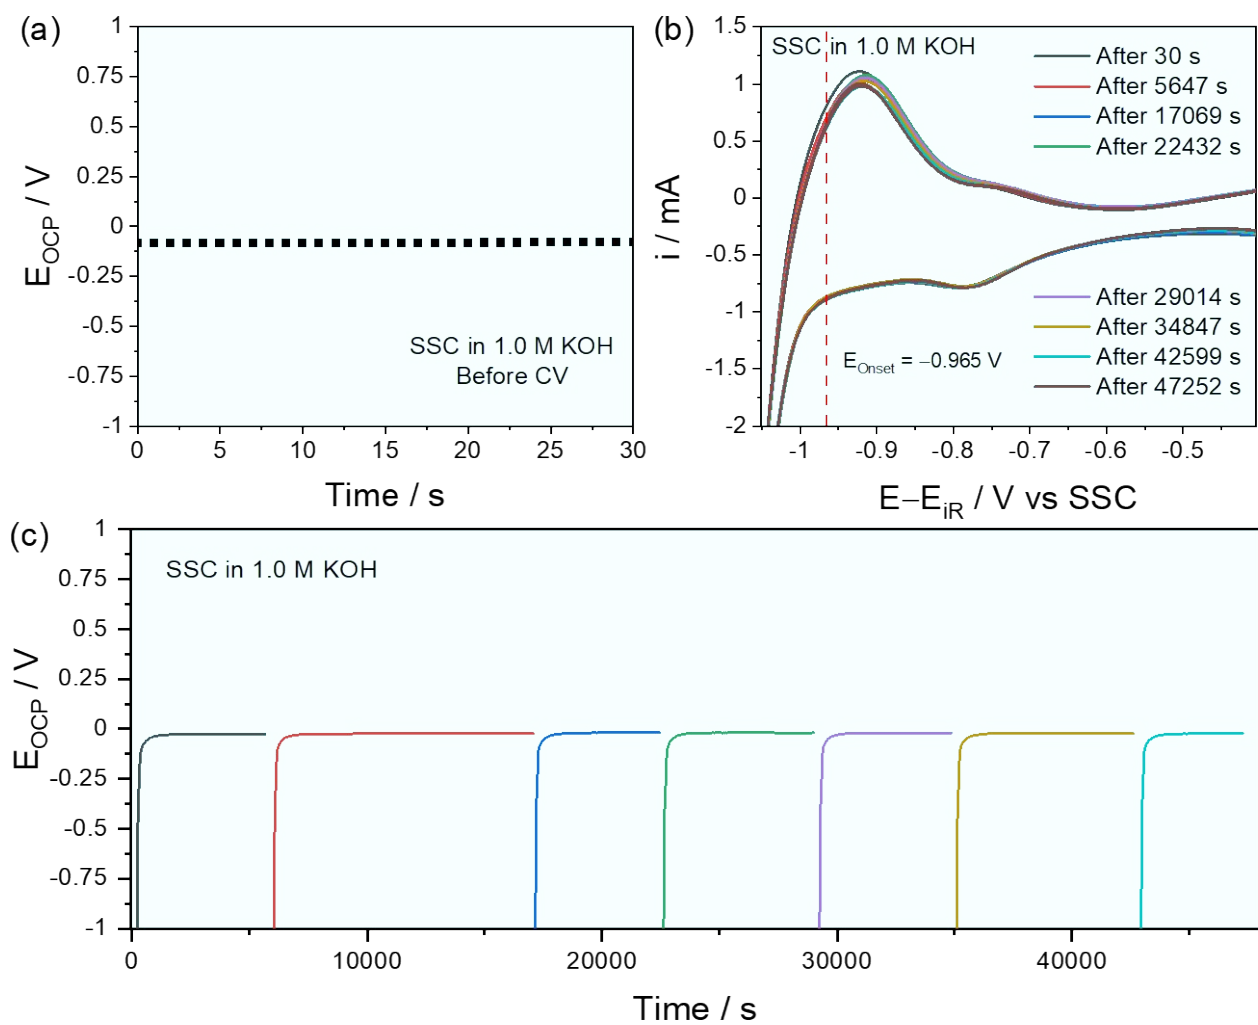 (a)
1
0.75
0.5
0.25
0
-0.25
-0.5
-0.75
-1
E_OCP / V
SSC in 1.0 M KOH
Before CV
0 5 10 15 20 25 30
Time / s
(b)
1.5
1
0.5
0
-0.5
-1
-1.5
-2
i / mA
SSC in 1.0 M KOH
After 30 s
After 5647 s
After 17069 s
After 22432 s
E_Onset = −0.965 V
After 29014 s
After 34847 s
After 42599 s
After 47252 s
-1 -0.9 -0.8 -0.7 -0.6 -0.5
E−E_iR / V vs SSC
(c)
1
0.75
0.5
0.25
0
-0.25
-0.5
-0.75
-1
E_OCP / V
SSC in 1.0 M KOH
0 10000 20000 30000 40000
Time / s